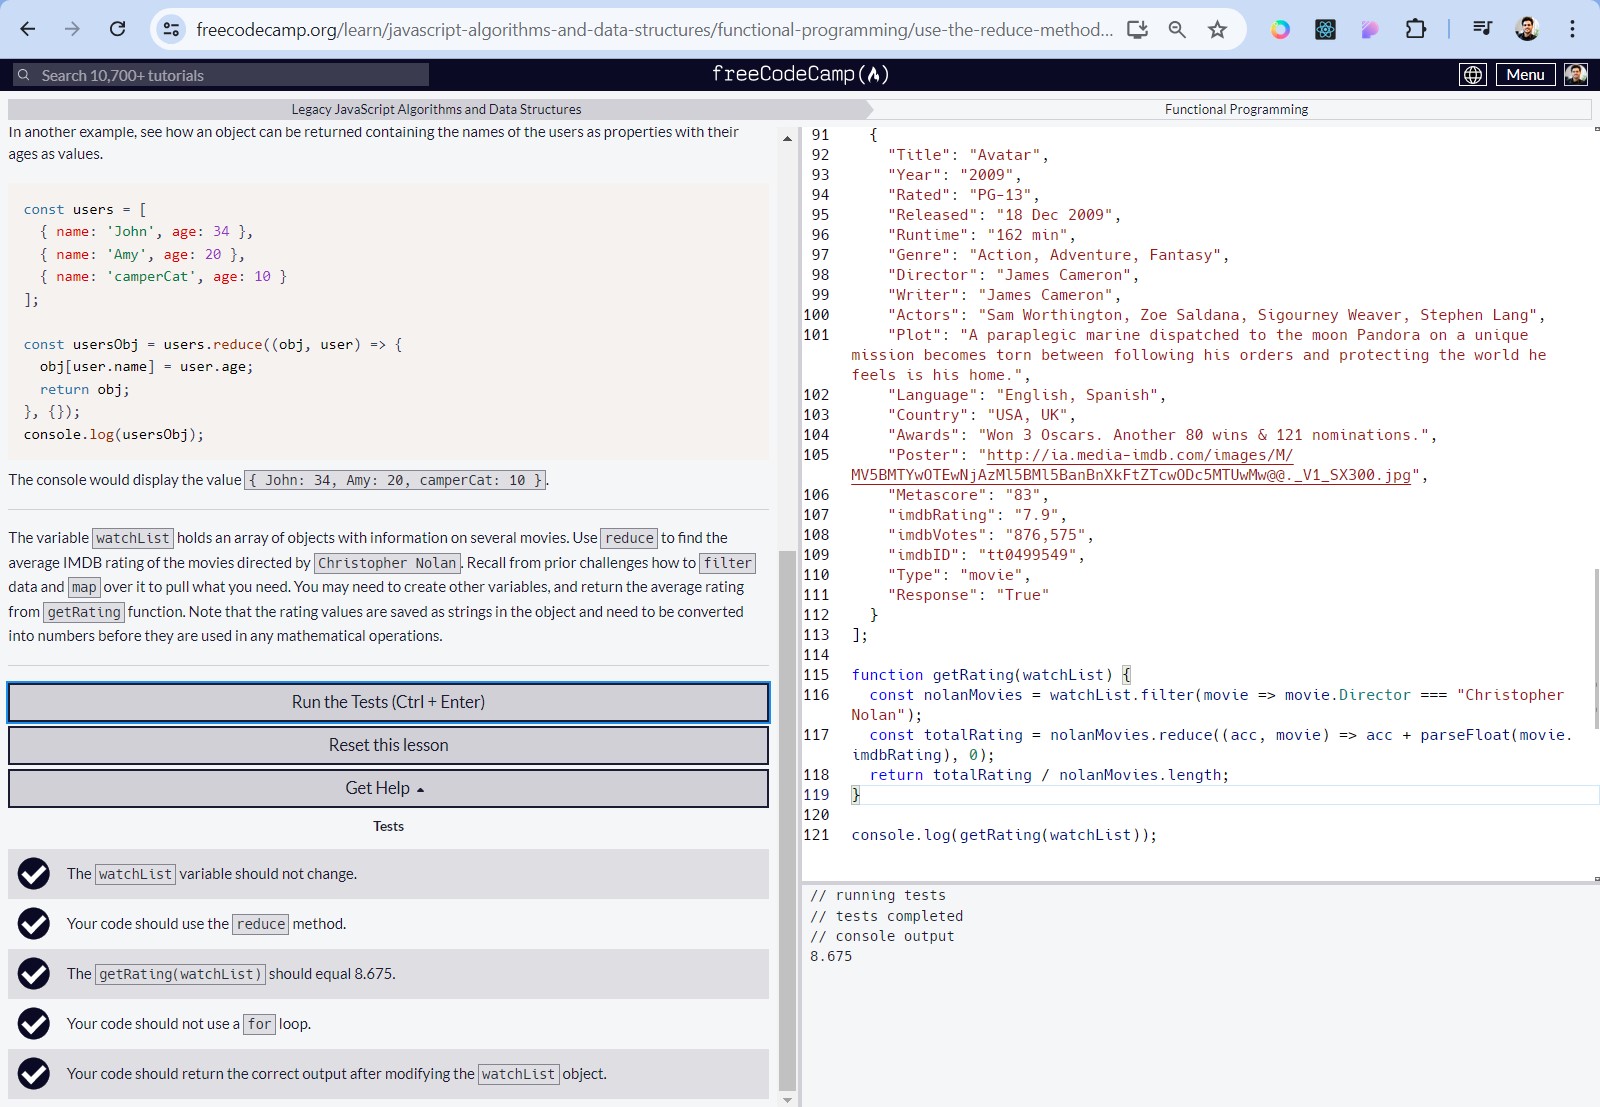 freecodecamp.org/learn/javascript-algorithms-and-data-structures/functional-programming/use-the-reduce-method...
Search 10,700+ tutorials
freeCodeCamp
Menu
Legacy JavaScript Algorithms and Data Structures
Functional Programming
In another example, see how an object can be returned containing the names of the users as properties with their
ages as values.
const users = [
{ name: 'John', age: 34 },
{ name: 'Amy', age: 20 },
{ name: 'camperCat', age: 10 }
];
const usersObj = users.reduce((obj, user) => {
obj[user.name] = user.age;
return obj;
}, {});
console.log(usersObj);
The console would display the value { John: 34, Amy: 20, camperCat: 10 }.
The variable watchList holds an array of objects with information on several movies. Use reduce to find the
average IMDB rating of the movies directed by Christopher Nolan. Recall from prior challenges how to filter
data and map over it to pull what you need. You may need to create other variables, and return the average rating
from getRating function. Note that the rating values are saved as strings in the object and need to be converted
into numbers before they are used in any mathematical operations.
Run the Tests (Ctrl + Enter)
Reset this lesson
Get Help
Tests
The watchList variable should not change.
Your code should use the reduce method.
The getRating(watchList) should equal 8.675.
Your code should not use a for loop.
Your code should return the correct output after modifying the watchList object.
91 {
92 "Title": "Avatar",
93 "Year": "2009",
94 "Rated": "PG-13",
95 "Released": "18 Dec 2009",
96 "Runtime": "162 min",
97 "Genre": "Action, Adventure, Fantasy",
98 "Director": "James Cameron",
99 "Writer": "James Cameron",
100 "Actors": "Sam Worthington, Zoe Saldana, Sigourney Weaver, Stephen Lang",
101 "Plot": "A paraplegic marine dispatched to the moon Pandora on a unique
mission becomes torn between following his orders and protecting the world he
feels is his home.",
102 "Language": "English, Spanish",
103 "Country": "USA, UK",
104 "Awards": "Won 3 Oscars. Another 80 wins & 121 nominations.",
105 "Poster": "http://ia.media-imdb.com/images/M/
MV5BMTYwOTEwNjAzMl5BMl5BanBnXkFtZTcwODc5MTUwMw@@._V1_SX300.jpg",
106 "Metascore": "83",
107 "imdbRating": "7.9",
108 "imdbVotes": "876,575",
109 "imdbID": "tt0499549",
110 "Type": "movie",
111 "Response": "True"
112 }
113 ];
114
115 function getRating(watchList) {
116 const nolanMovies = watchList.filter(movie => movie.Director === "Christopher
Nolan");
117 const totalRating = nolanMovies.reduce((acc, movie) => acc + parseFloat(movie.
imdbRating), 0);
118 return totalRating / nolanMovies.length;
119 }
120
121 console.log(getRating(watchList));
// running tests
// tests completed
// console output
8.675